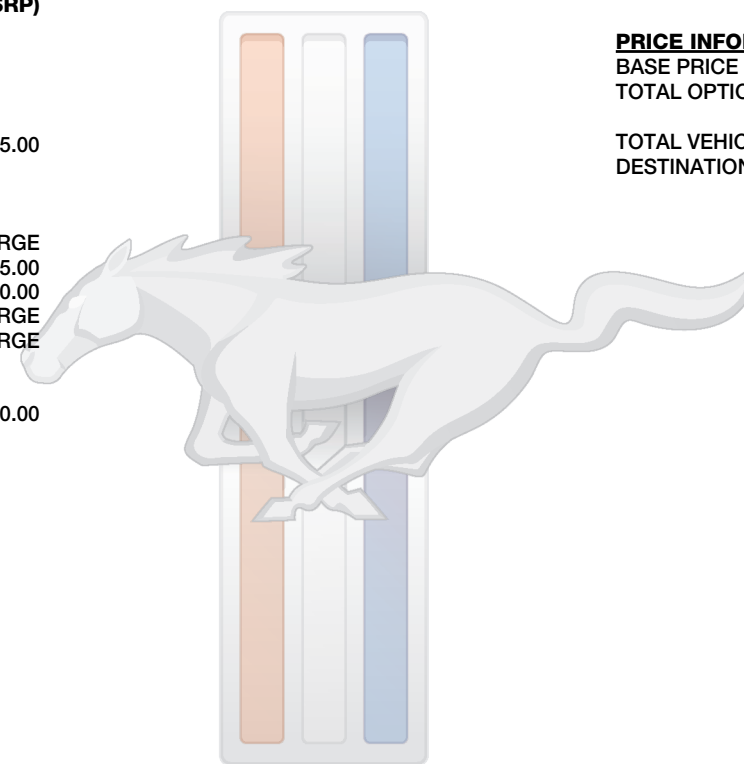 SRP)
5.00
RGE
5.00
0.00
RGE
RGE
0.00
PRICE INFO
BASE PRICE
TOTAL OPTIO
TOTAL VEHIC
DESTINATION